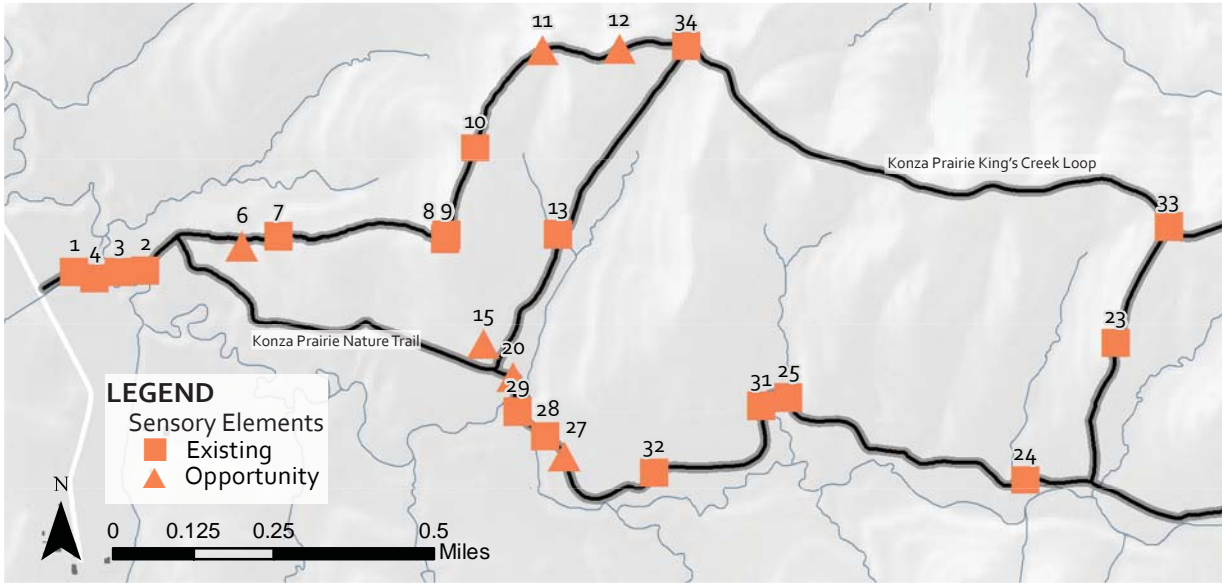 11
12
34
10
Konza Prairie King's Creek Loop
8 9
13
6
7
33
1
4
3
2
15
Konza Prairie Nature Trail
20
23
29
28
27
31
25
32
24
LEGEND
Sensory Elements
Existing
Opportunity
N
0 0.125 0.25 0.5
Miles